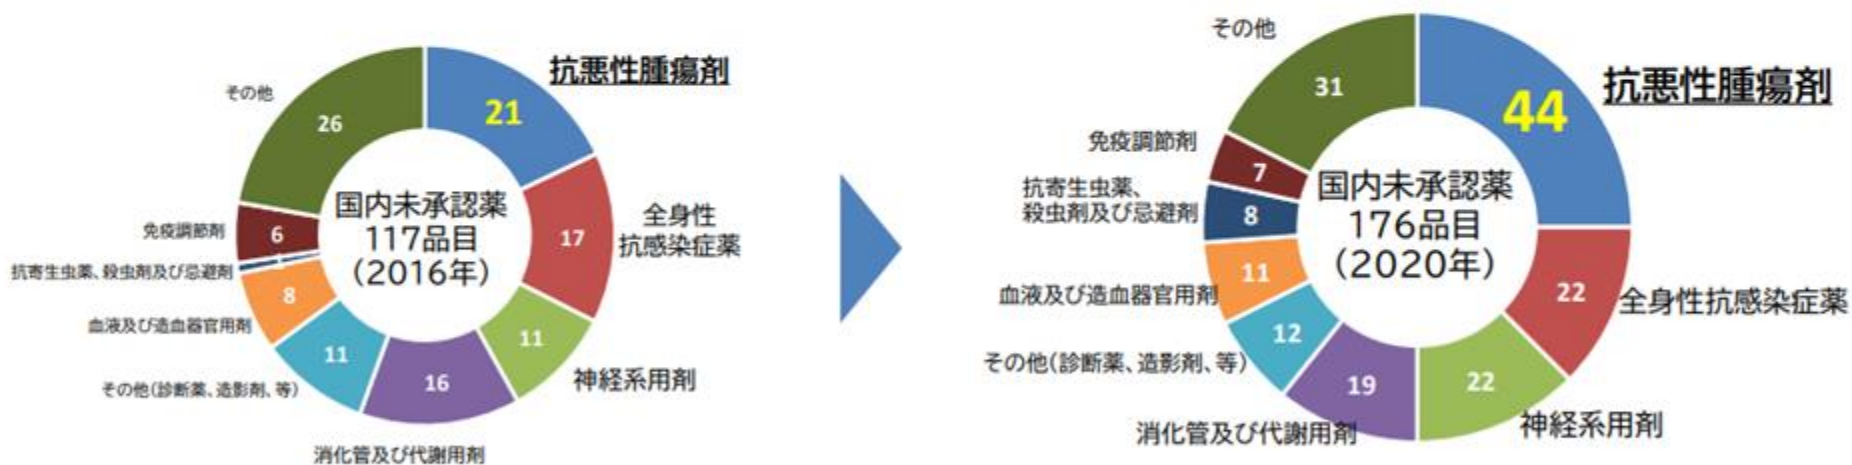 その他
抗悪性腫瘍剤
21
26
全身性
抗感染症薬
17
国内未承認薬
117品目
(2016年)
免疫調節剤
6
抗寄生虫薬、殺虫剤及び忌避剤
8
血液及び造血器官用剤
11
11
神経系用剤
その他(診断薬、造影剤、等)
16
消化管及び代謝用剤
その他
抗悪性腫瘍剤
44
31
免疫調節剤
7
抗寄生虫薬、
殺虫剤及び忌避剤
8
国内未承認薬
176品目
(2020年)
11
血液及び造血器官用剤
22
全身性抗感染症薬
12
その他(診断薬、造影剤、等)
19
22
消化管及び代謝用剤
神経系用剤